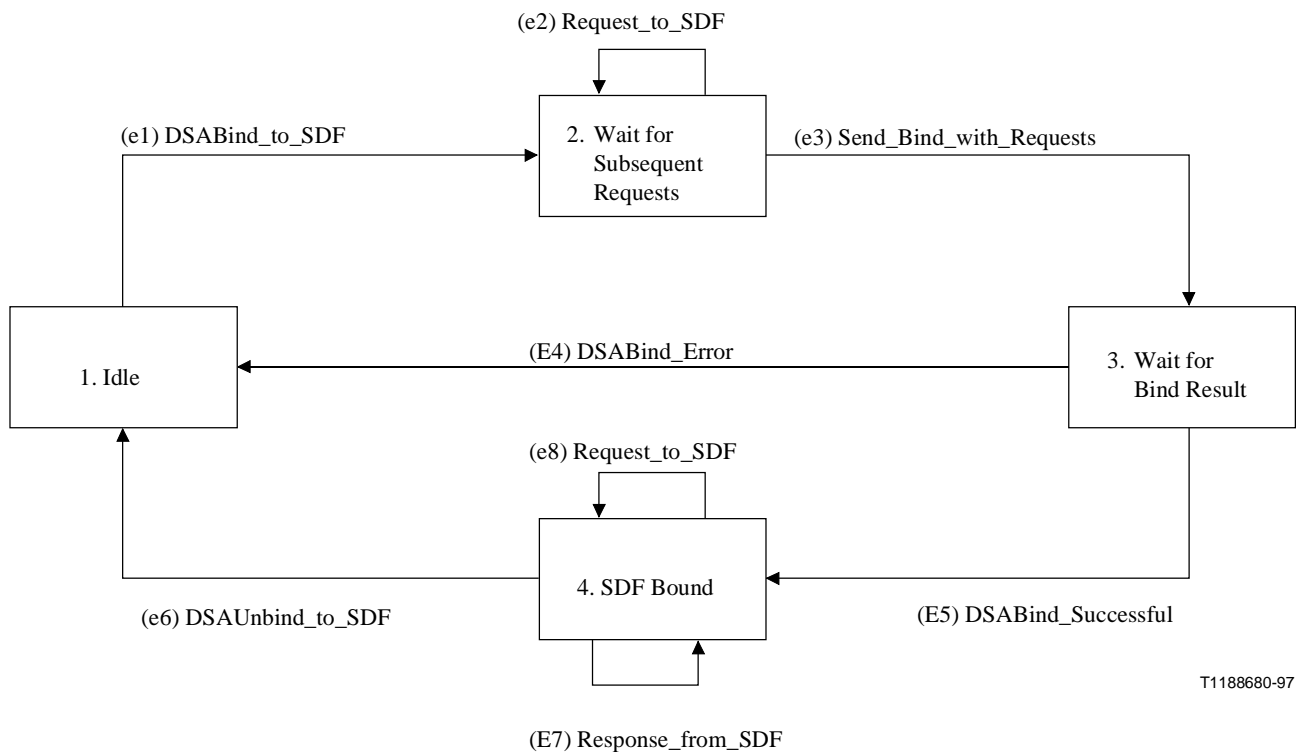 (e2) Request_to_SDF
(e1) DSABind_to_SDF
2. Wait for
Subsequent
Requests
(e3) Send_Bind_with_Requests
1. Idle
(E4) DSABind_Error
3. Wait for
Bind Result
(e8) Request_to_SDF
4. SDF Bound
(e6) DSAUnbind_to_SDF
(E5) DSABind_Successful
T1188680-97
(E7) Response_from_SDF